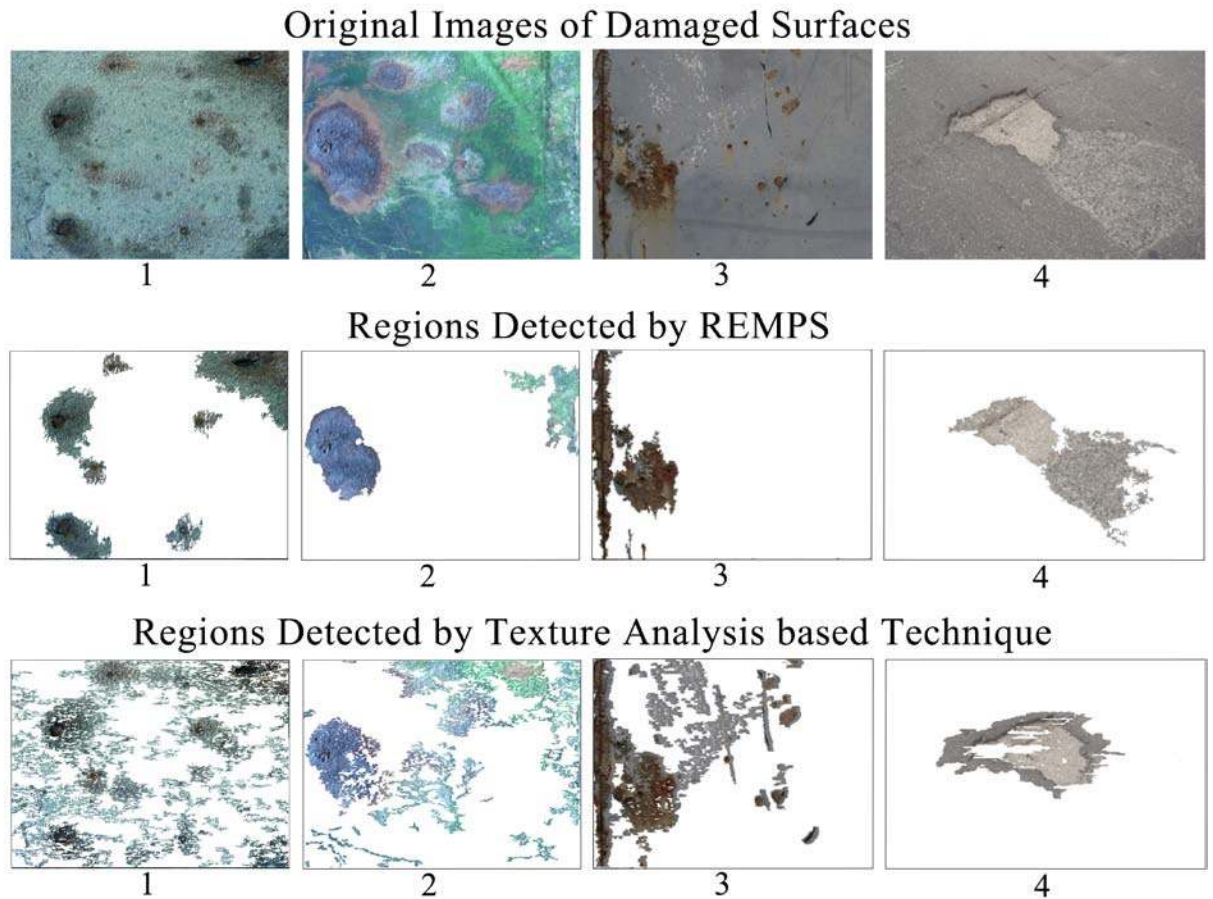 Original Images of Damaged Surfaces
1 2 3 4
Regions Detected by REMPS
1 2 3 4
Regions Detected by Texture Analysis based Technique
1 2 3 4